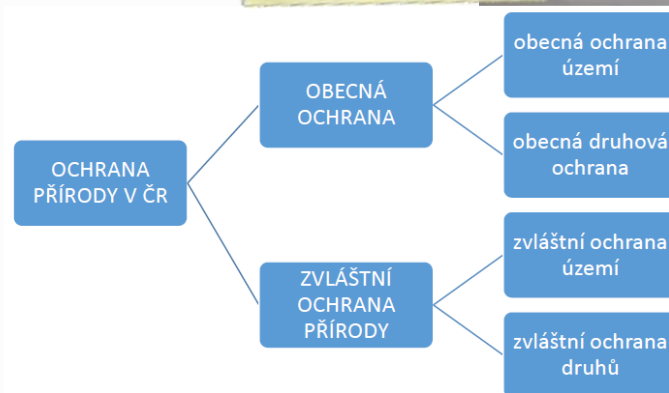 OCHRANA
PŘÍRODY V ČR
OBECNÁ
OCHRANA
obecná ochrana
území
obecná druhová
ochrana
ZVLÁŠTNÍ
OCHRANA
PŘÍRODY
zvláštní ochrana
území
zvláštní ochrana
druhů